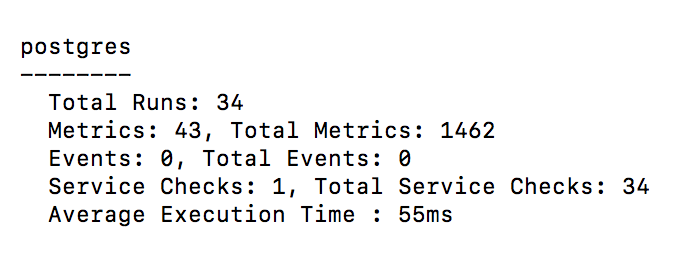 postgres
--------
Total Runs: 34
Metrics: 43, Total Metrics: 1462
Events: 0, Total Events: 0
Service Checks: 1, Total Service Checks: 34
Average Execution Time : 55ms